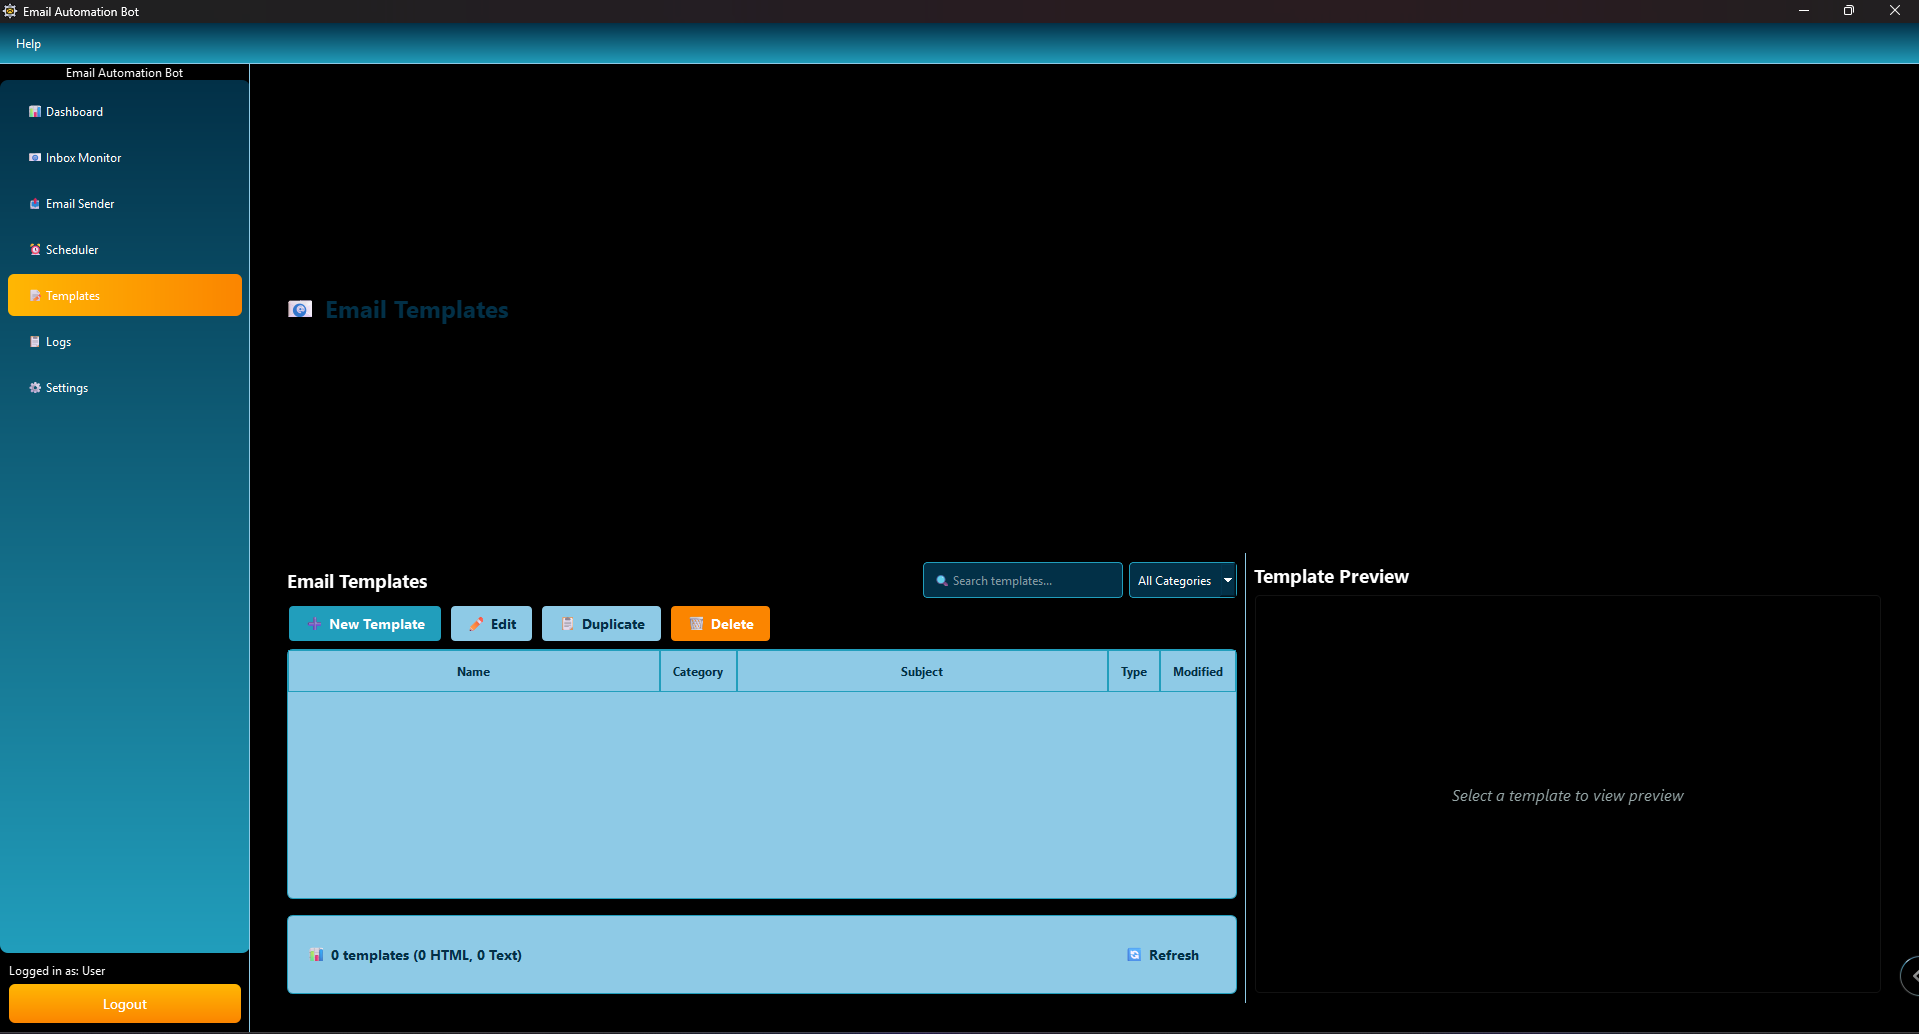 Email Automation Bot
Help
Email Automation Bot
Dashboard
Inbox Monitor
Email Sender
Scheduler
Templates
Logs
Settings
Logged in as: User
Logout
Email Templates
Email Templates
Search templates...
All Categories
New Template
Edit
Duplicate
Delete
Name Category Subject Type Modified
0 templates (0 HTML, 0 Text)
Refresh
Template Preview
Select a template to view preview